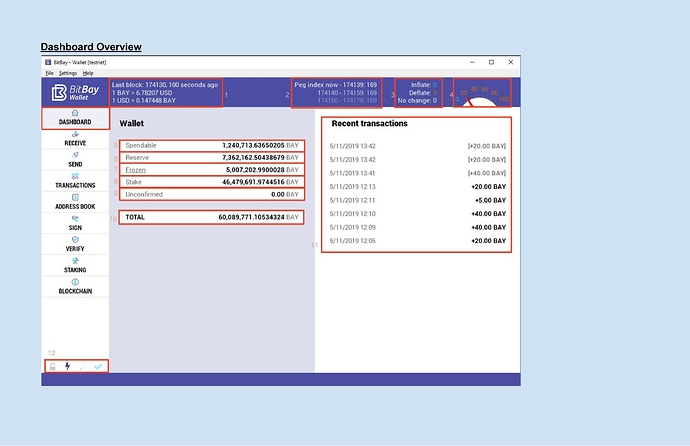 Dashboard Overview
BitBay - Wallet [testnet]
File Settings Help
BitBay
Wallet
Last block: 174130, 100 seconds ago
1 BAY = 6.78207 USD
1 USD = 0.147448 BAY
1
2
Peg index now - 174139: 169
174140 - 174159: 169
174160 - 174179: 169
3
Inflate: 0
Deflate: 0
No change: 0
4
0 20 40 60 80 100
DASHBOARD
RECEIVE
SEND
TRANSACTIONS
ADDRESS BOOK
SIGN
VERIFY
STAKING
BLOCKCHAIN
Wallet
5 Spendable 1,240,713.63650205 BAY
6 Reserve 7,362,162.50438679 BAY
7 Frozen 5,007,202.9900028 BAY
8 Stake 46,479,691.9744516 BAY
9 Unconfirmed 0.00 BAY
10 TOTAL 60,089,771.10534324 BAY
Recent transactions
5/11/2019 13:42 [+20.00 BAY]
5/11/2019 13:42 [+20.00 BAY]
5/11/2019 13:41 [+40.00 BAY]
5/11/2019 12:13 +20.00 BAY
5/11/2019 12:11 +5.00 BAY
5/11/2019 12:10 +40.00 BAY
5/11/2019 12:09 +40.00 BAY
5/11/2019 12:05 +20.00 BAY
11
12